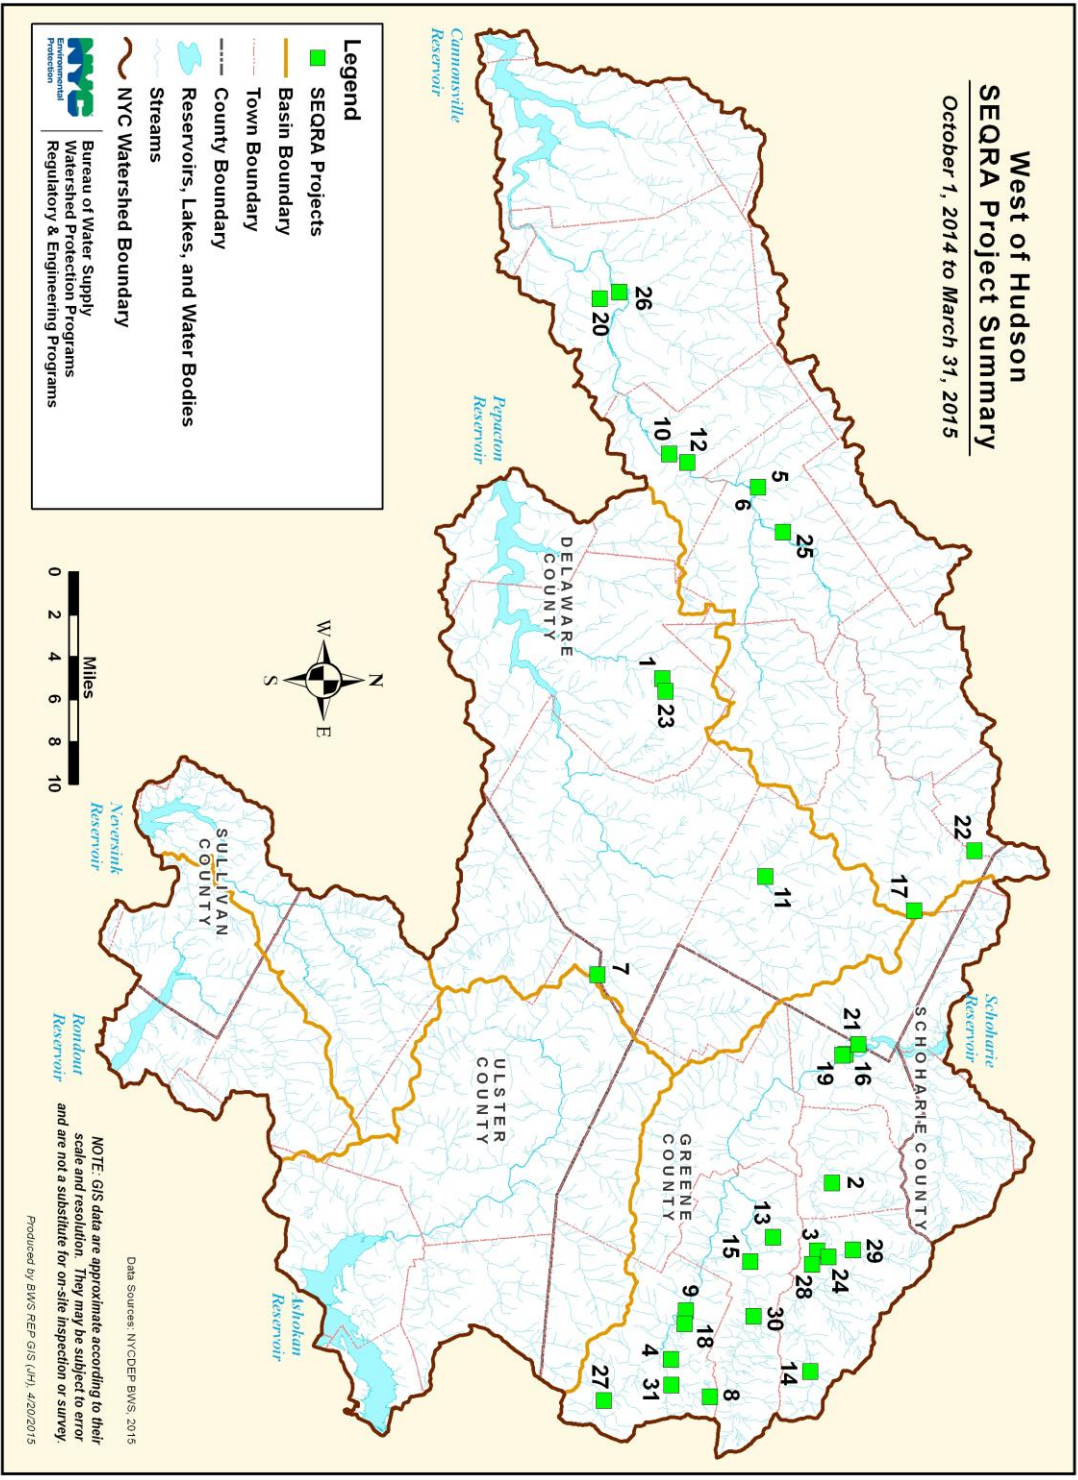 West of Hudson
SEQRA Project Summary
October 1, 2014 to March 31, 2015
Cannonsville
Reservoir
Pepacton
Reservoir
Schoharie
Reservoir
Neversink
Reservoir
Rondout
Reservoir
Ashokan
Reservoir
DELAWARE
COUNTY
SCHOHARIE COUNTY
GREENE
COUNTY
ULSTER
COUNTY
SULLIVAN
COUNTY
26
20
10
12
5
6
25
1
23
22
17
11
7
21
16
19
2
29
3
24
28
13
15
30
14
9
18
4
31
8
27
Legend
SEQRA Projects
Basin Boundary
Town Boundary
County Boundary
Reservoirs, Lakes, and Water Bodies
Streams
NYC Watershed Boundary
NYC
Environmental
Protection
Bureau of Water Supply
Watershed Protection Programs
Regulatory & Engineering Programs
N
W
E
S
Miles
0 2 4 6 8 10
Data Sources: NYCDEP BWS, 2015
NOTE: GIS data are approximate according to their
scale and resolution. They may be subject to error
and are not a substitute for on-site inspection or survey.
Produced by BWS REP GIS (JH), 4/20/2015